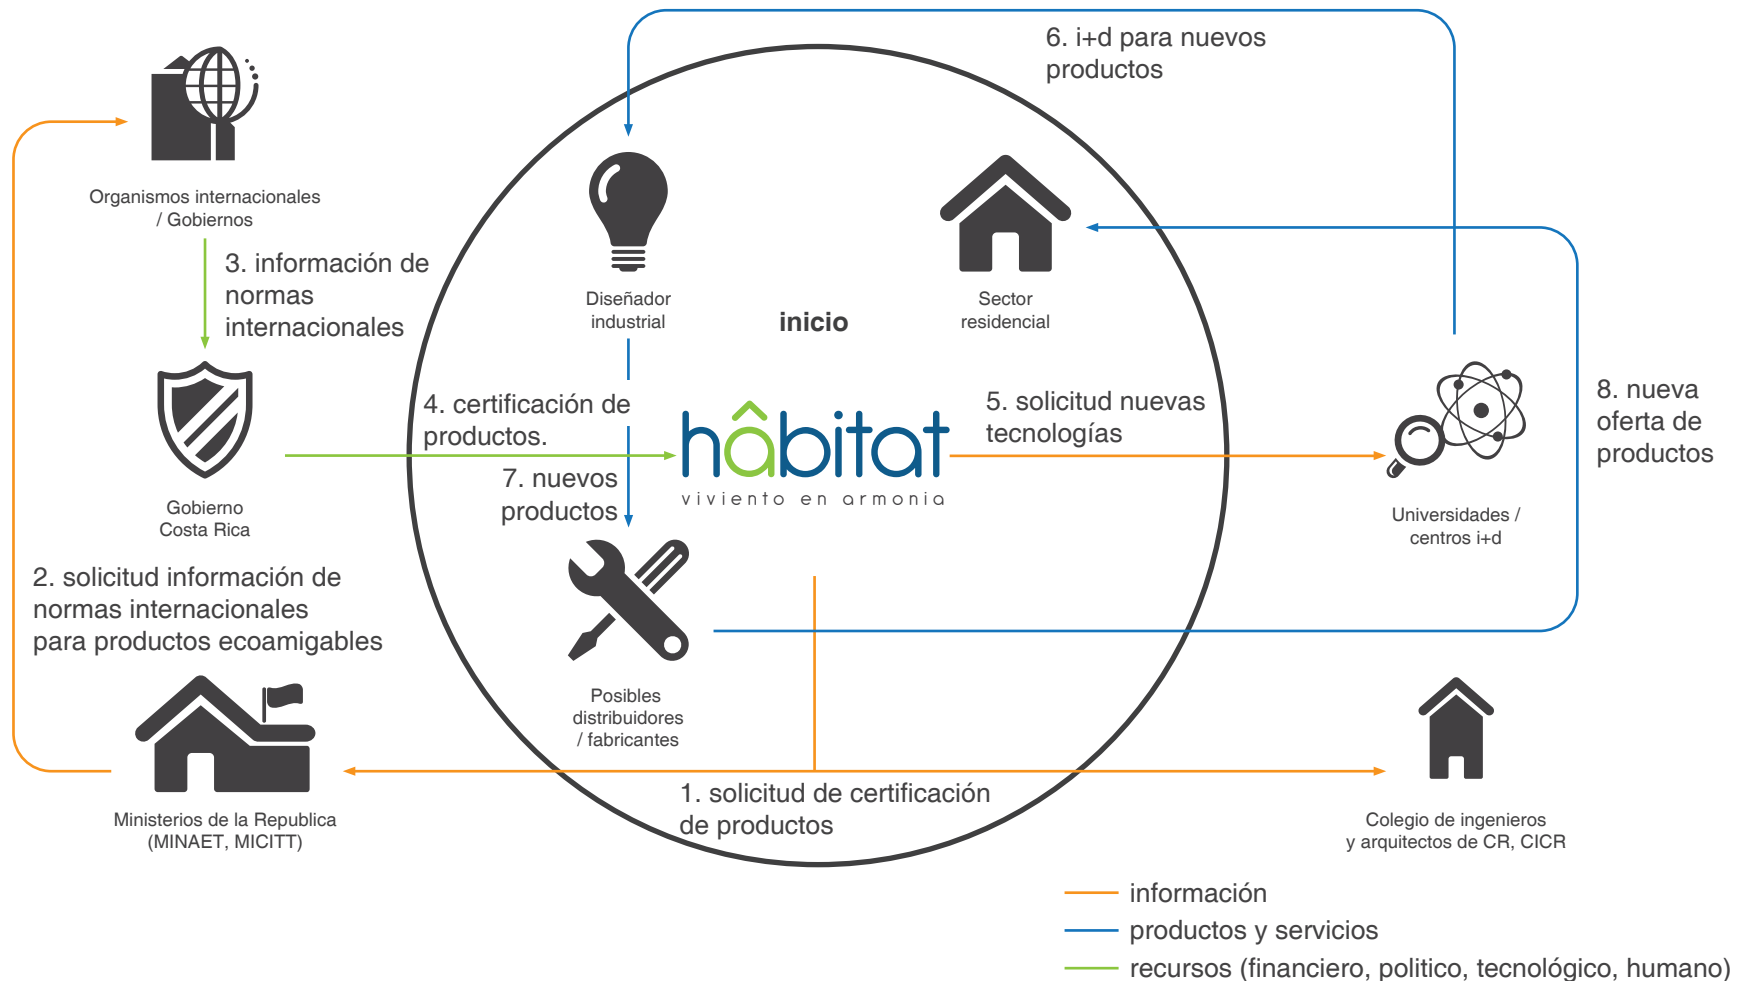 6. i+d para nuevos
productos
Organismos internacionales
/ Gobiernos
3. información de
normas
internacionales
Diseñador
industrial
inicio
Sector
residencial
4. certificación de
productos.
hâbitat
viviento en armonia
5. solicitud nuevas
tecnologías
8. nueva
oferta de
productos
7. nuevos
productos
Gobierno
Costa Rica
Universidades /
centros i+d
2. solicitud información de
normas internacionales
para productos ecoamigables
Posibles
distribuidores
/ fabricantes
1. solicitud de certificación
de productos
Ministerios de la Republica
(MINAET, MICITT)
Colegio de ingenieros
y arquitectos de CR, CICR
información
productos y servicios
recursos (financiero, politico, tecnológico, humano)